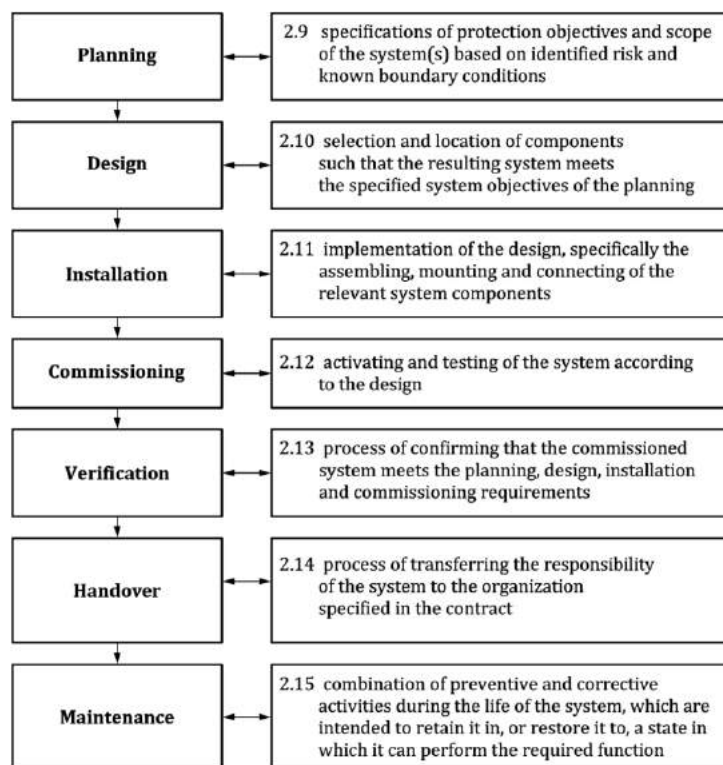 Planning
2.9 specifications of protection objectives and scope
of the system(s) based on identified risk and
known boundary conditions
Design
2.10 selection and location of components
such that the resulting system meets
the specified system objectives of the planning
Installation
2.11 implementation of the design, specifically the
assembling, mounting and connecting of the
relevant system components
Commissioning
2.12 activating and testing of the system according
to the design
Verification
2.13 process of confirming that the commissioned
system meets the planning, design, installation
and commissioning requirements
Handover
2.14 process of transferring the responsibility
of the system to the organization
specified in the contract
Maintenance
2.15 combination of preventive and corrective
activities during the life of the system, which are
intended to retain it in, or restore it to, a state in
which it can perform the required function